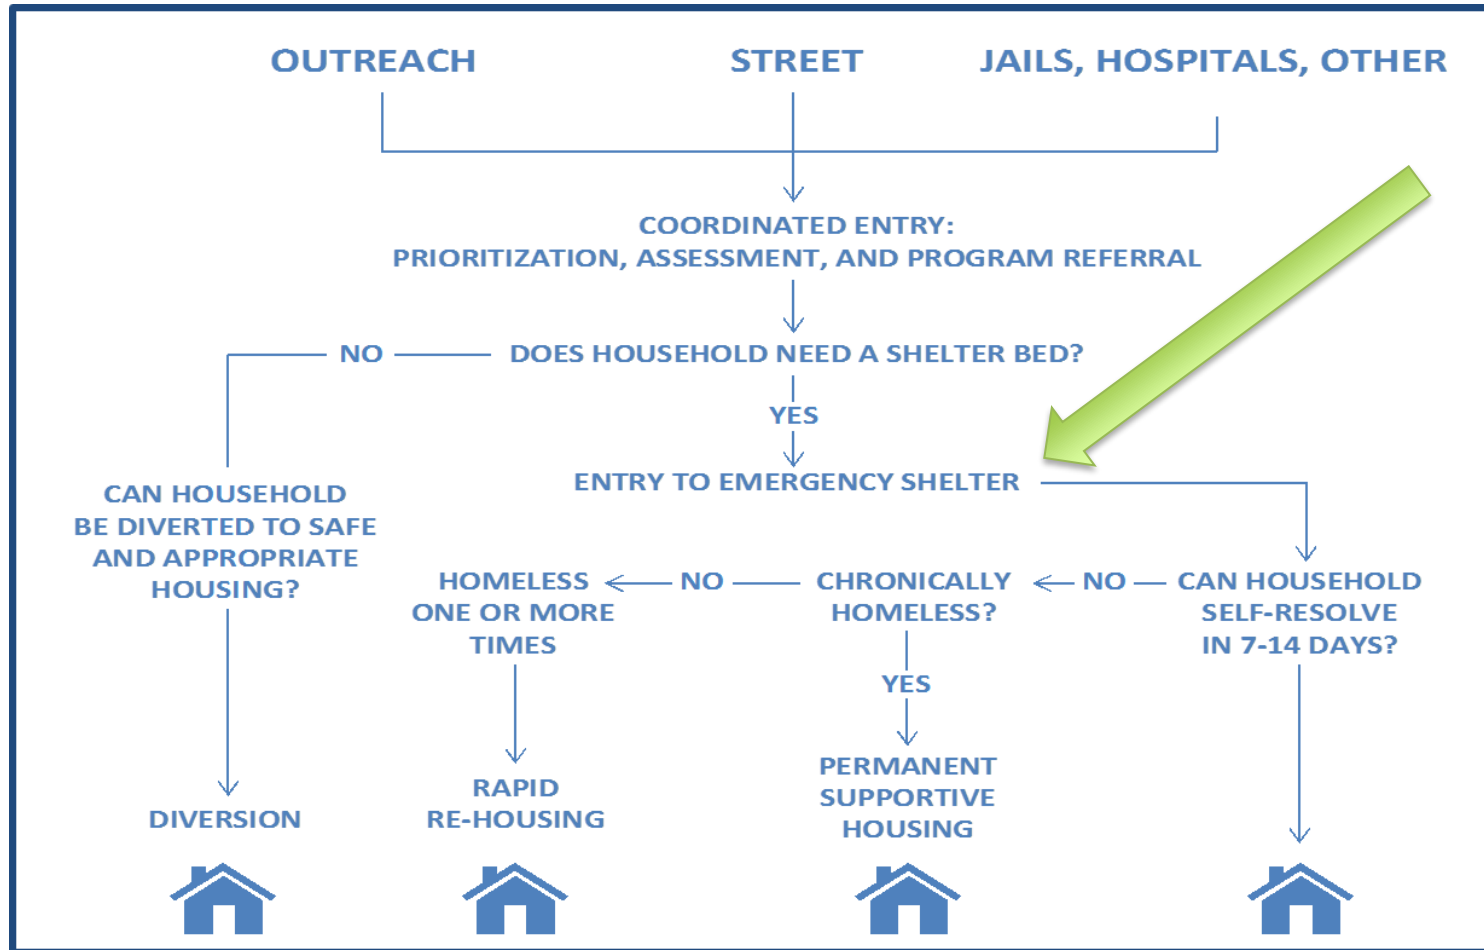 OUTREACH
STREET
JAILS, HOSPITALS, OTHER
COORDINATED ENTRY:
PRIORITIZATION, ASSESSMENT, AND PROGRAM REFERRAL
NO
DOES HOUSEHOLD NEED A SHELTER BED?
YES
ENTRY TO EMERGENCY SHELTER
CAN HOUSEHOLD
BE DIVERTED TO SAFE
AND APPROPRIATE
HOUSING?
HOMELESS
ONE OR MORE
TIMES
NO
CHRONICALLY
HOMELESS?
NO
CAN HOUSEHOLD
SELF-RESOLVE
IN 7-14 DAYS?
YES
DIVERSION
RAPID
RE-HOUSING
PERMANENT
SUPPORTIVE
HOUSING